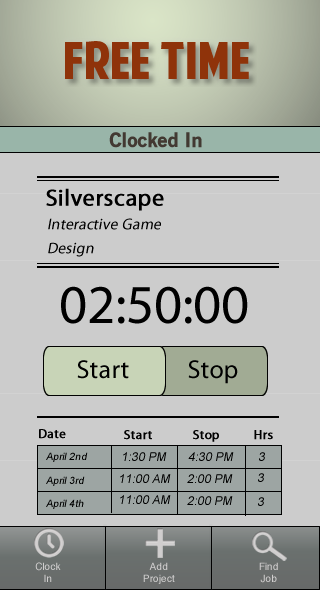 FREE TIME
Clocked In
Silverscape
Interactive Game
Design
02:50:00
Start Stop
Date Start Stop Hrs
April 2nd 1:30 PM 4:30 PM 3
April 3rd 11:00 AM 2:00 PM 3
April 4th 11:00 AM 2:00 PM 3
Clock Add Find
In Project Job